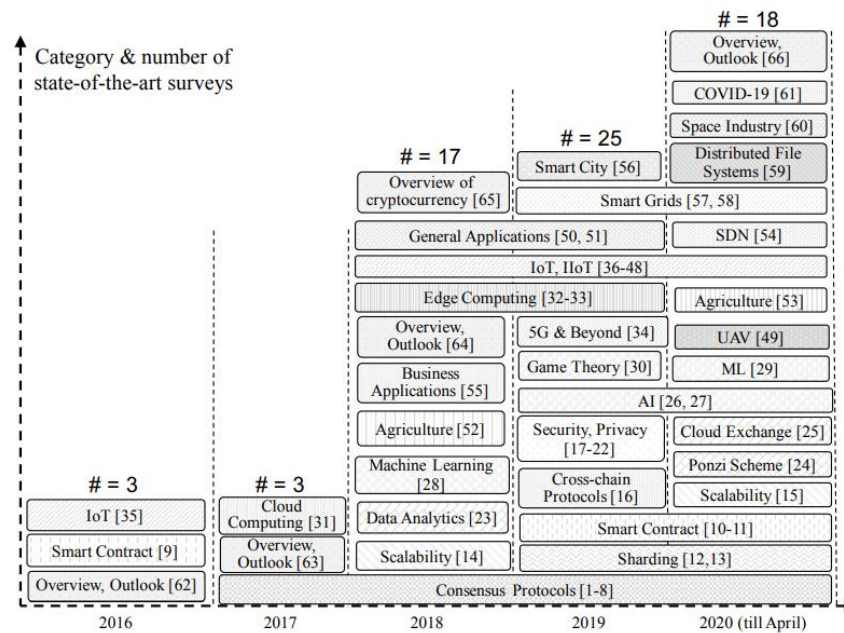 # = 18
Category & number of
state-of-the-art surveys
Overview,
Outlook [66]
COVID-19 [61]
Space Industry [60]
# = 25
Distributed File
Systems [59]
# = 17
Smart City [56]
Overview of
cryptocurrency [65]
Smart Grids [57, 58]
General Applications [50, 51]
SDN [54]
IoT, IIoT [36-48]
Edge Computing [32-33]
Agriculture [53]
Overview,
Outlook [64]
5G & Beyond [34]
UAV [49]
Business
Applications [55]
Game Theory [30]
ML [29]
AI [26, 27]
Agriculture [52]
Security, Privacy
[17-22]
Cloud Exchange [25]
Machine Learning
[28]
Ponzi Scheme [24]
# = 3
# = 3
Cross-chain
Protocols [16]
Scalability [15]
IoT [35]
Cloud
Computing [31]
Data Analytics [23]
Smart Contract [10-11]
Smart Contract [9]
Overview,
Outlook [63]
Scalability [14]
Sharding [12,13]
Overview, Outlook [62]
Consensus Protocols [1-8]
2016
2017
2018
2019
2020 (till April)